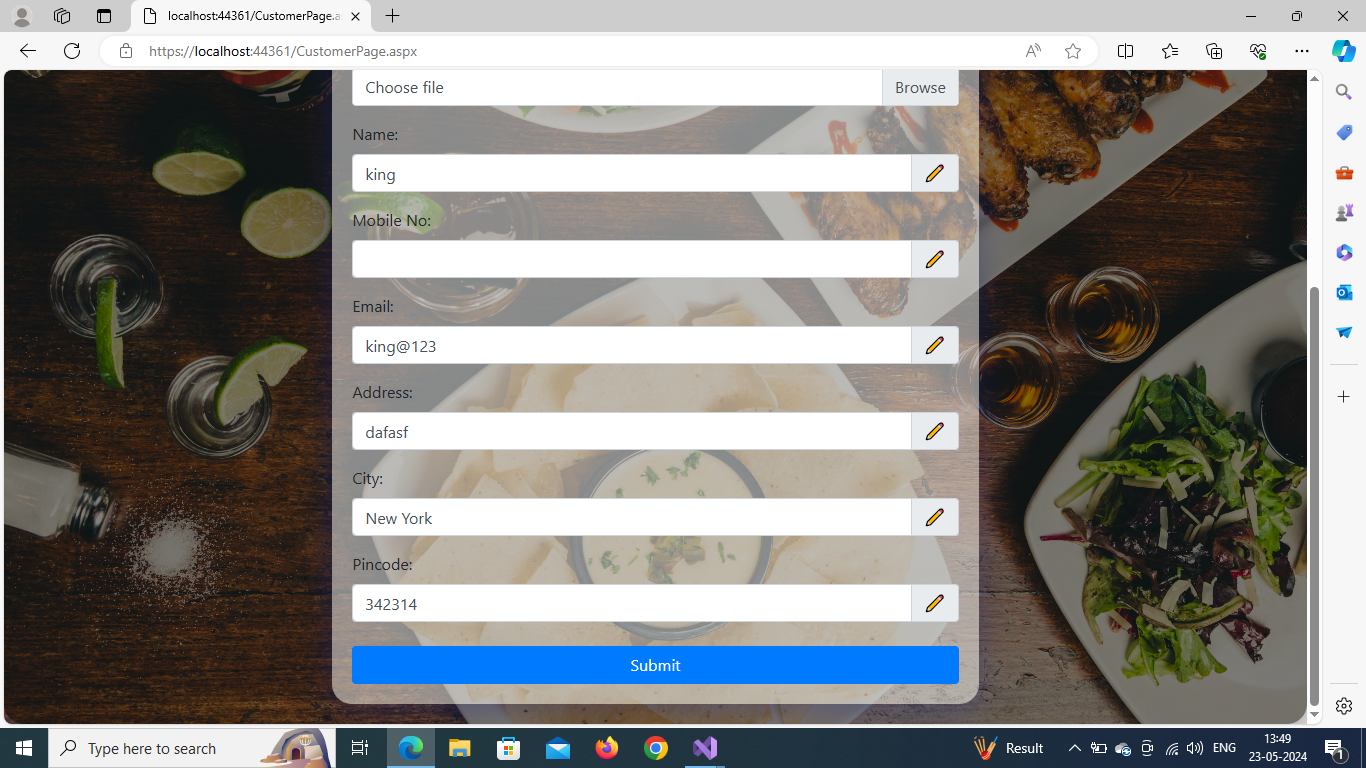 localhost:44361/CustomerPage.a
https://localhost:44361/CustomerPage.aspx
Choose file
Browse
Name:
king
Mobile No:
Email:
king@123
Address:
dafasf
City:
New York
Pincode:
342314
Submit
Type here to search
Result
ENG
13:49
23-05-2024
1